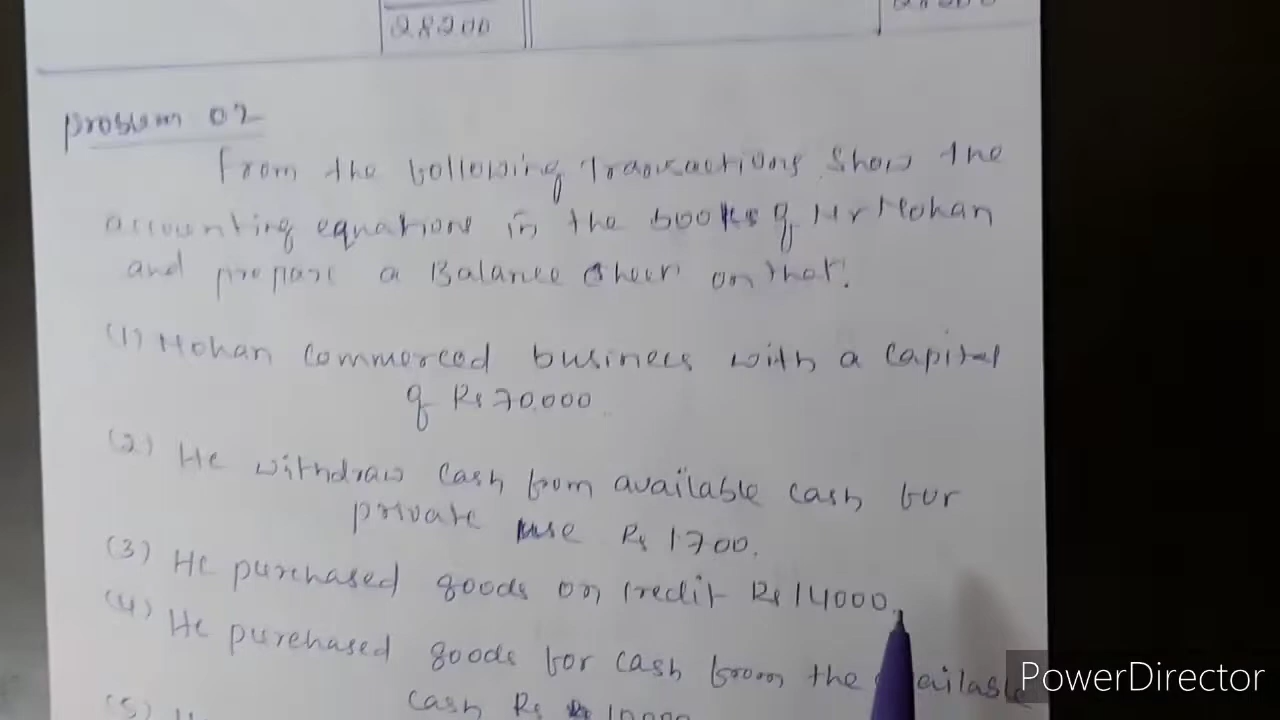 28200
Problem 02
From the following Transactions show the
accounting equations in the books of Mr Mohan
and prepare a Balance Sheet on that.
(1) Mohan commerced business with a capital
of Rs 70.000
(2) He withdraw cash from available cash for
private use Rs 1700.
(3) He purchased goods on credit Rs 14000.
(4) He purchased goods for cash from the available
cash Rs 10000
(5) H
PowerDirector